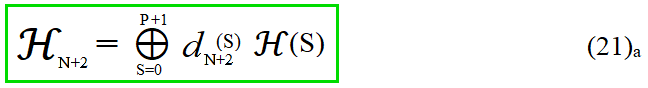 ℋ_{N+2} = ⊕_{S=0}^{P+1} d_{N+2}^{(S)} ℋ(S) (21)_a